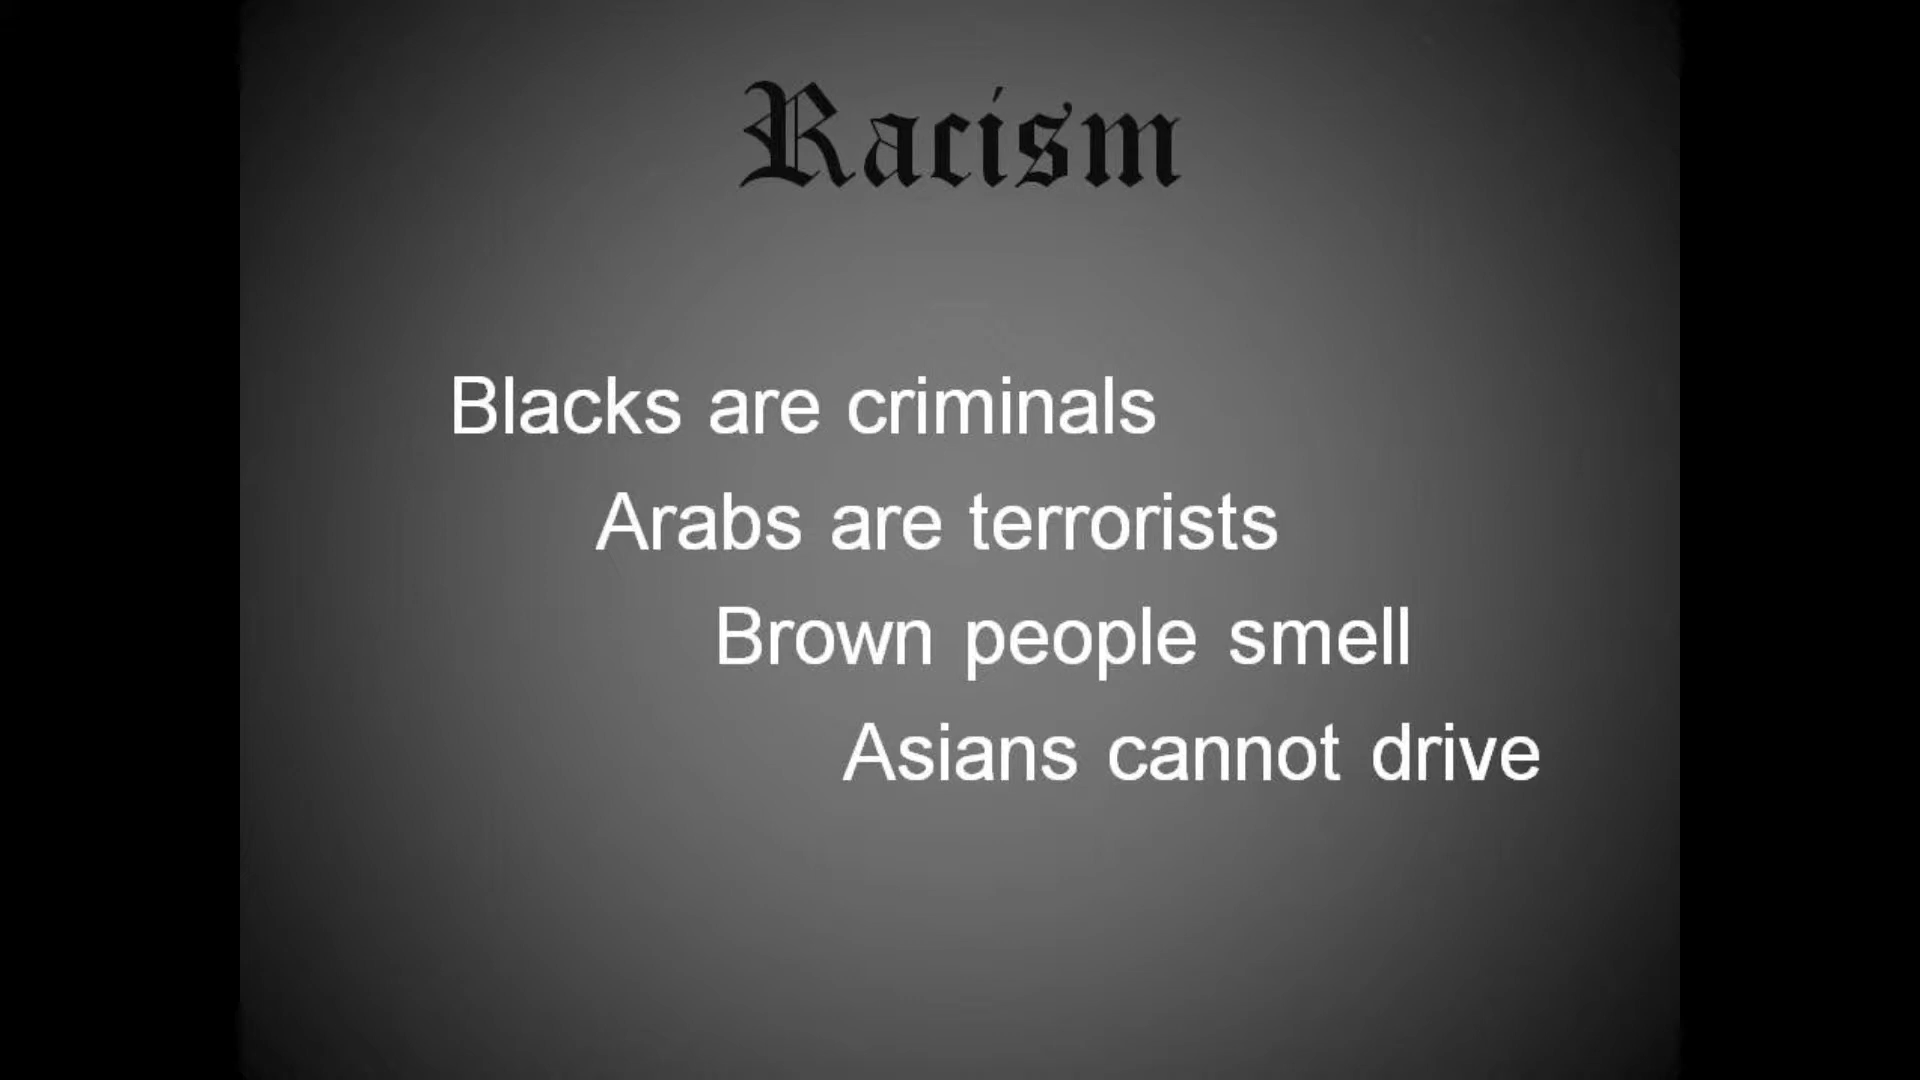 Racism
Blacks are criminals
Arabs are terrorists
Brown people smell
Asians cannot drive